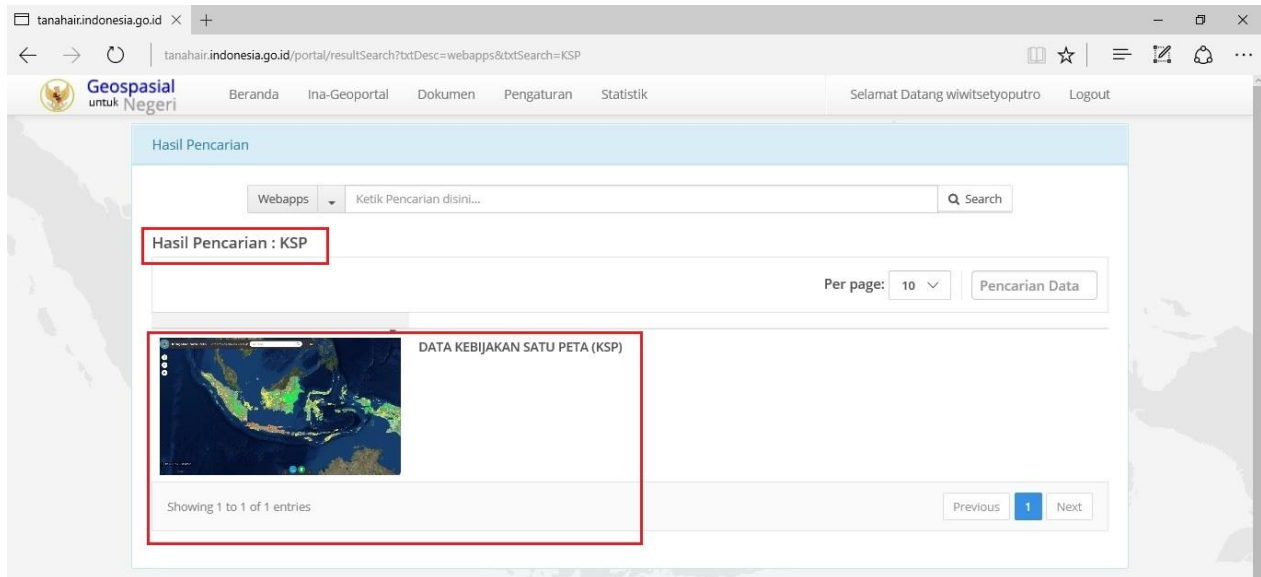 tanahair.indonesia.go.id
tanahair.indonesia.go.id/portal/resultSearch?txtDesc=webapps&txtSearch=KSP
Geospasial
untuk Negeri
Beranda Ina-Geoportal Dokumen Pengaturan Statistik Selamat Datang wiwitsetyoputro Logout
Hasil Pencarian
Webapps Ketik Pencarian disini... Search
Hasil Pencarian : KSP
Per page: 10 Pencarian Data
DATA KEBIJAKAN SATU PETA (KSP)
Showing 1 to 1 of 1 entries Previous 1 Next